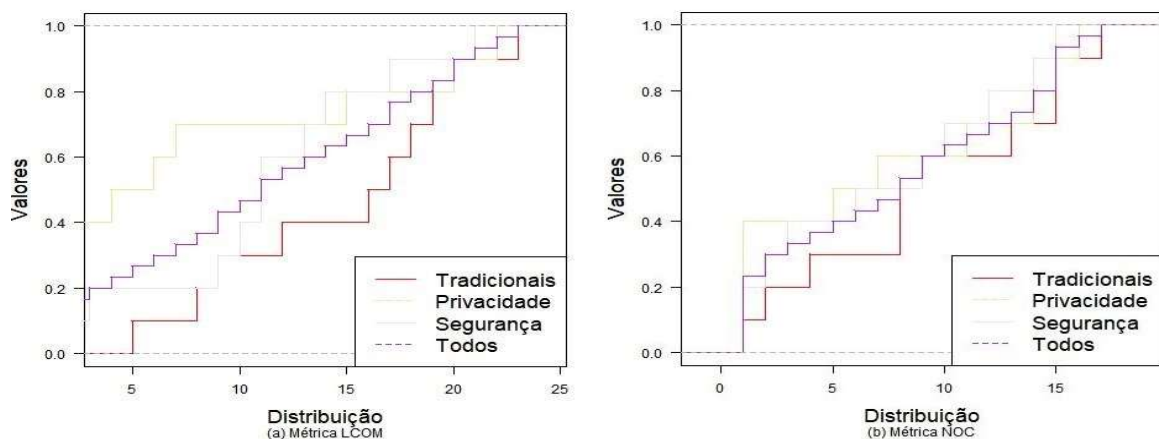 Valores
1.0
0.8
0.6
0.4
0.2
0.0
Tradicionais
Privacidade
Segurança
Todos
5
10
15
20
25
Distribuição
(a) Métrica LCOM
Valores
1.0
0.8
0.6
0.4
0.2
0.0
Tradicionais
Privacidade
Segurança
Todos
0
5
10
15
Distribuição
(b) Métrica NOC